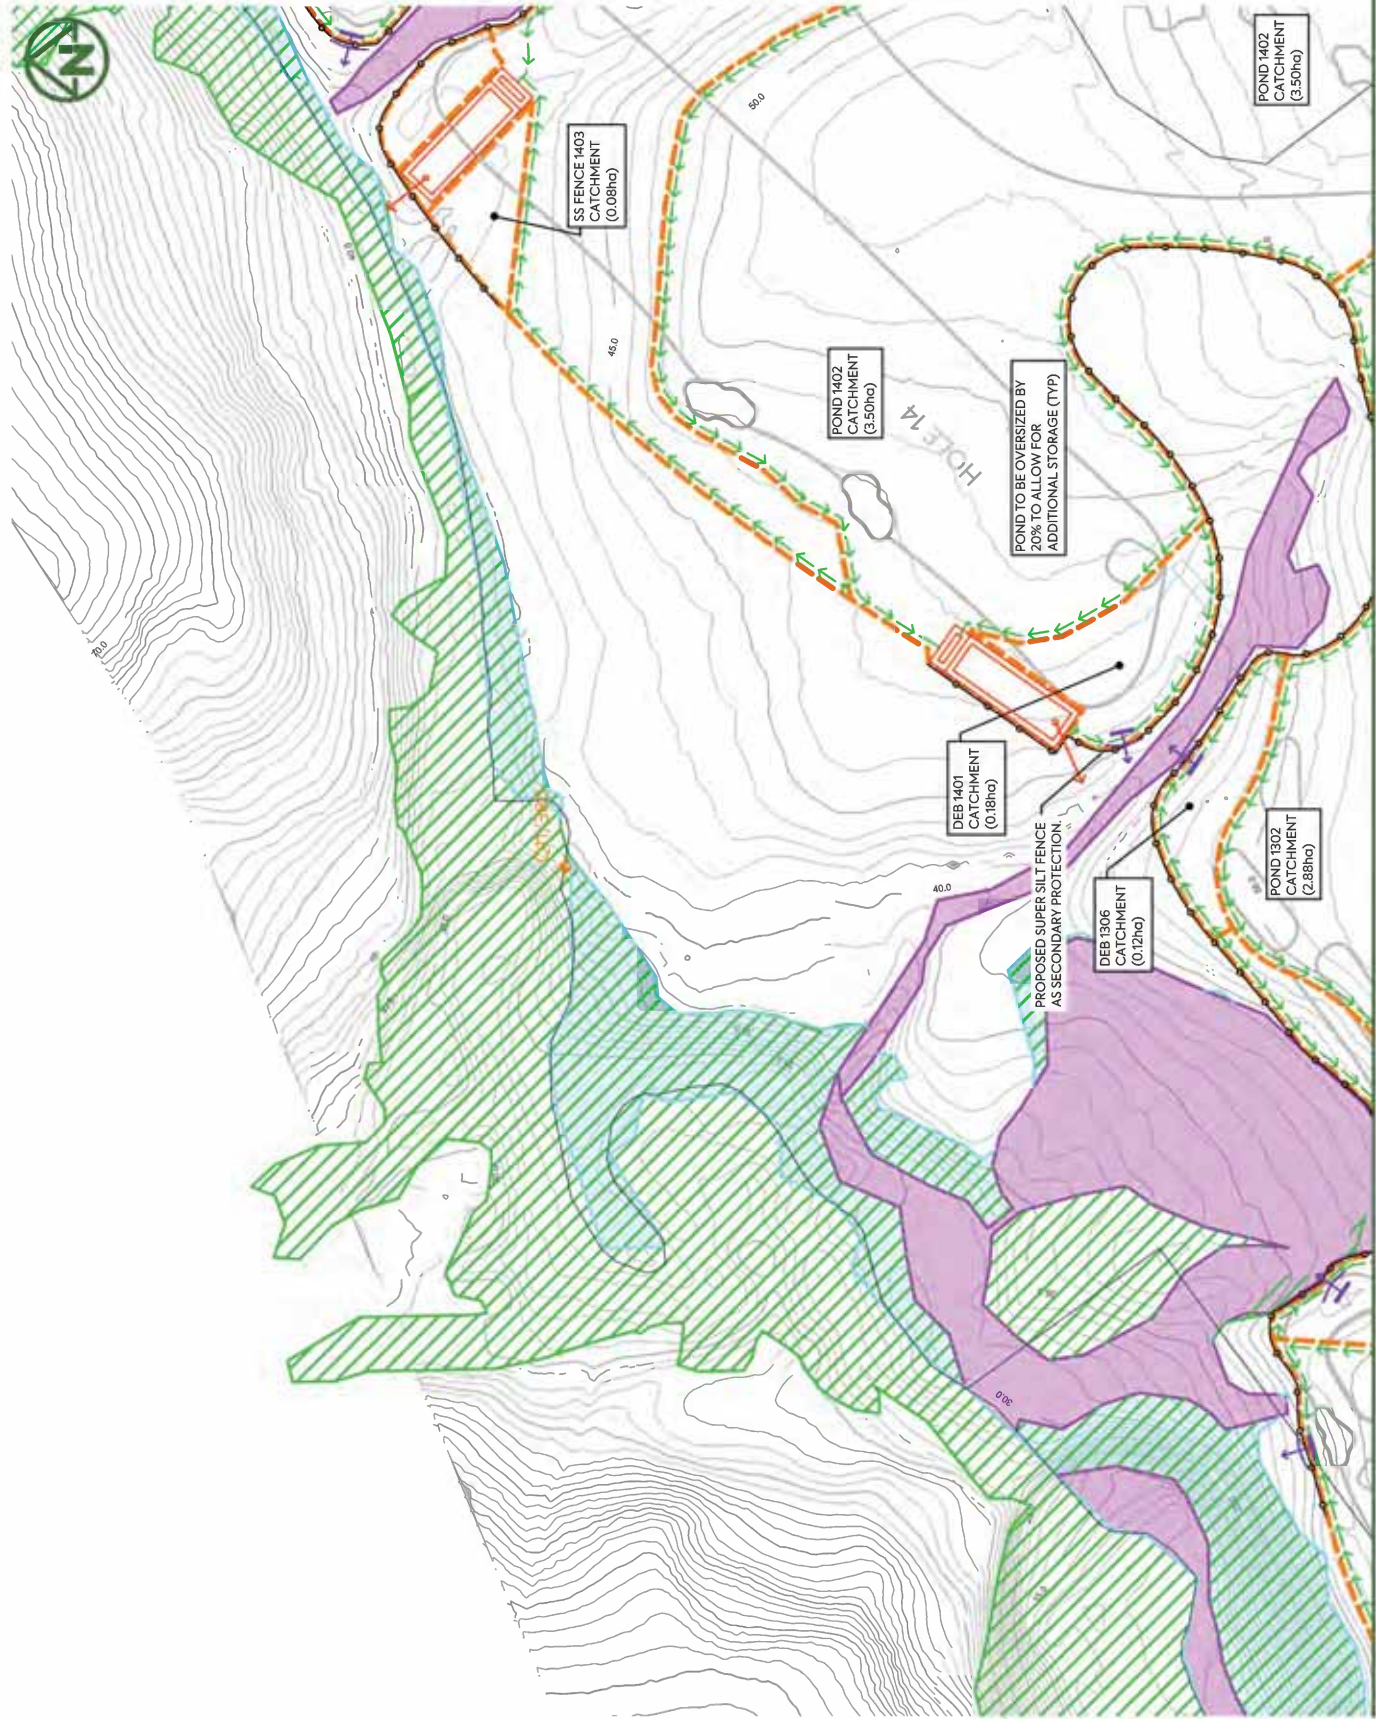 N
POND 1402
CATCHMENT
(3.50ha)
SS FENCE 1403
CATCHMENT
(0.08ha)
50.0
45.0
POND 1402
CATCHMENT
(3.50ha)
HOLE 14
POND TO BE OVERSIZED BY
20% TO ALLOW FOR
ADDITIONAL STORAGE (TYP)
70.0
DEB 1401
CATCHMENT
(0.18ha)
PROPOSED SUPER SILT FENCE
AS SECONDARY PROTECTION.
40.0
DEB 1306
CATCHMENT
(0.12ha)
POND 1302
CATCHMENT
(2.88ha)
30.0